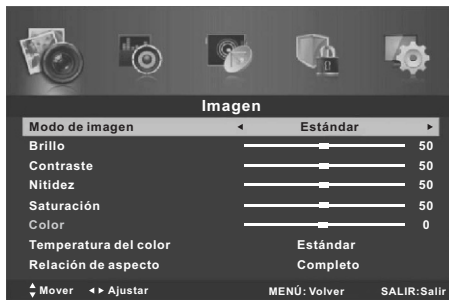 Imagen
Modo de imagen Estándar
Brillo 50
Contraste 50
Nitidez 50
Saturación 50
Color 0
Temperatura del color Estándar
Relación de aspecto Completo
Mover Ajustar MENÚ: Volver SALIR:Salir